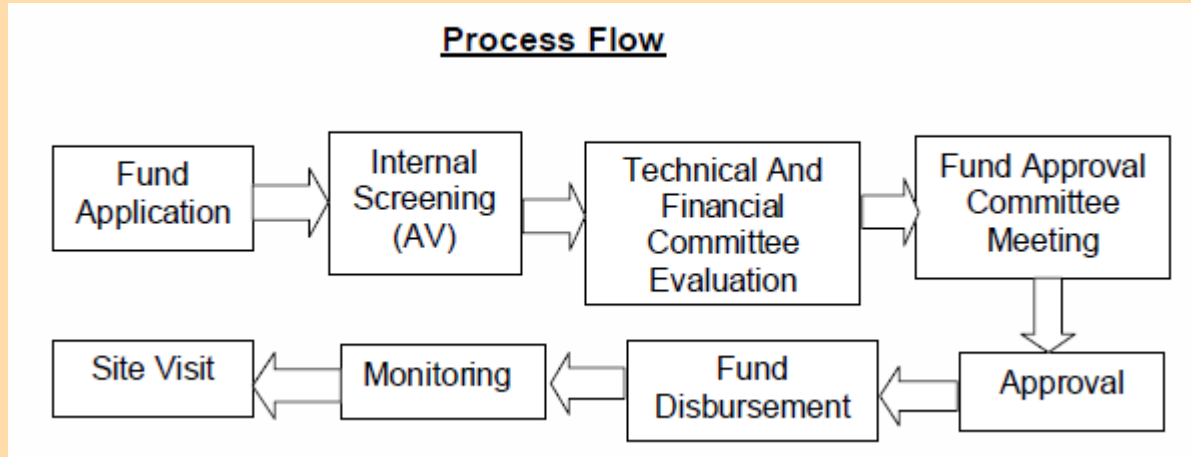 Process Flow
Fund
Application
Internal
Screening
(AV)
Technical And
Financial
Committee
Evaluation
Fund Approval
Committee
Meeting
Approval
Fund
Disbursement
Monitoring
Site Visit